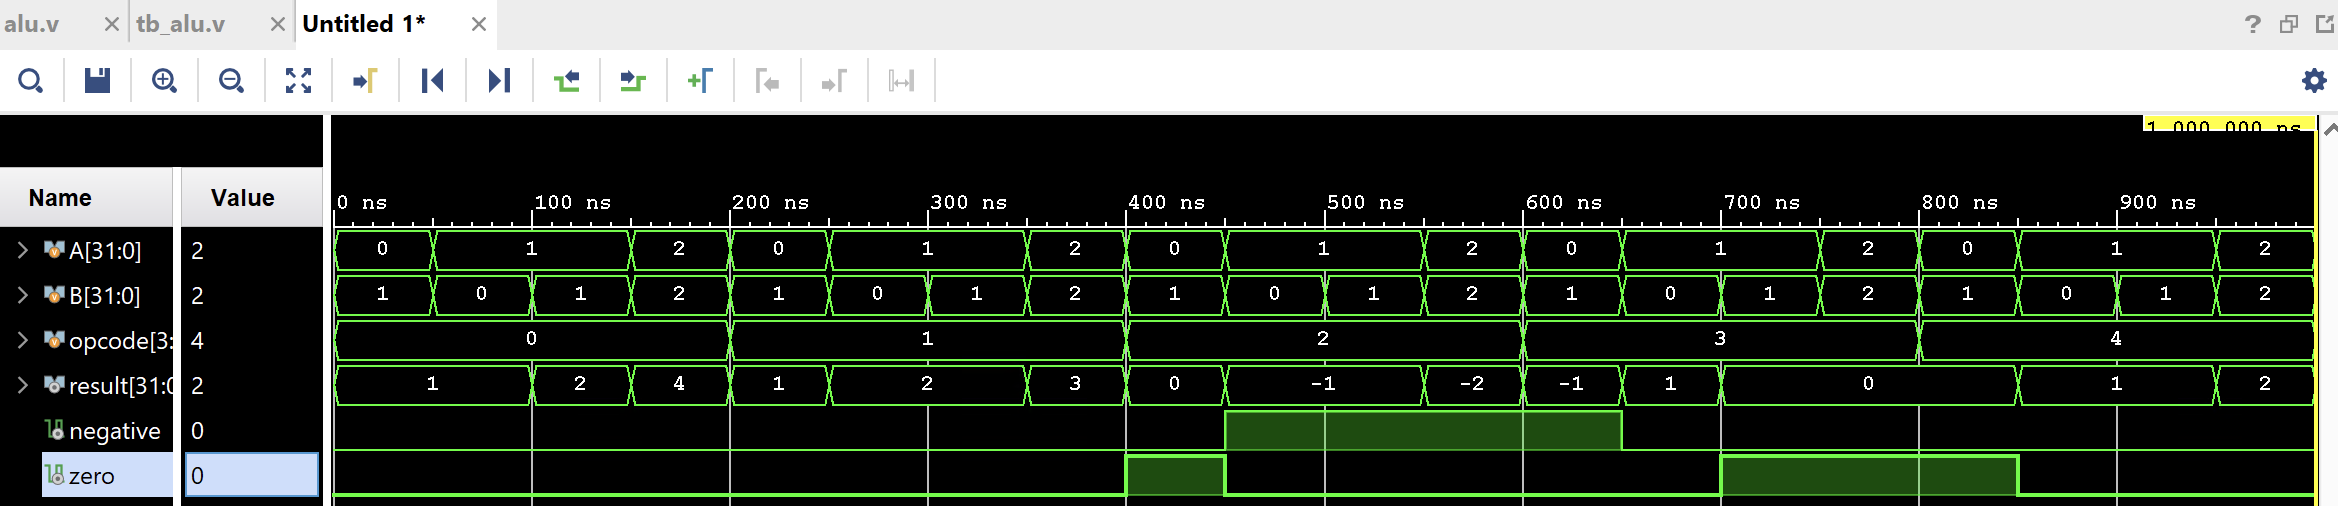 alu.v tb_alu.v Untitled 1*
1,000.000 ns
Name Value
0 ns 100 ns 200 ns 300 ns 400 ns 500 ns 600 ns 700 ns 800 ns 900 ns
A[31:0] 2 0 1 2 0 1 2 0 1 2 0 1 2 0 1 2
B[31:0] 2 1 0 1 2 1 0 1 2 1 0 1 2 1 0 1 2 1 0 1 2
opcode[3: 4 0 1 2 3 4
result[31:0 2 1 2 4 1 2 3 0 -1 -2 -1 1 0 1 2
negative 0
zero 0